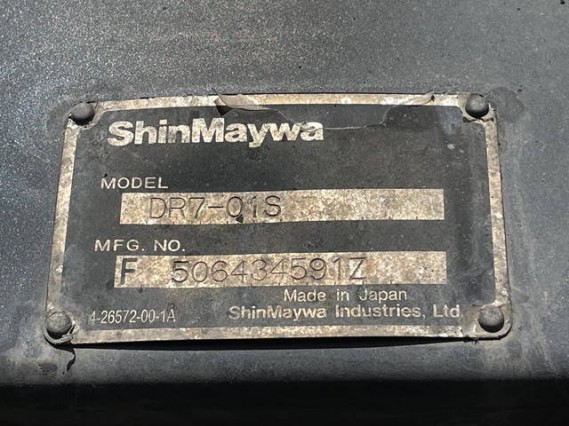 ShinMaywa
MODEL
DR7-01S
MFG. NO.
F 506434591Z
Made in Japan
4-26572-00-1A
ShinMaywa Industries, Ltd